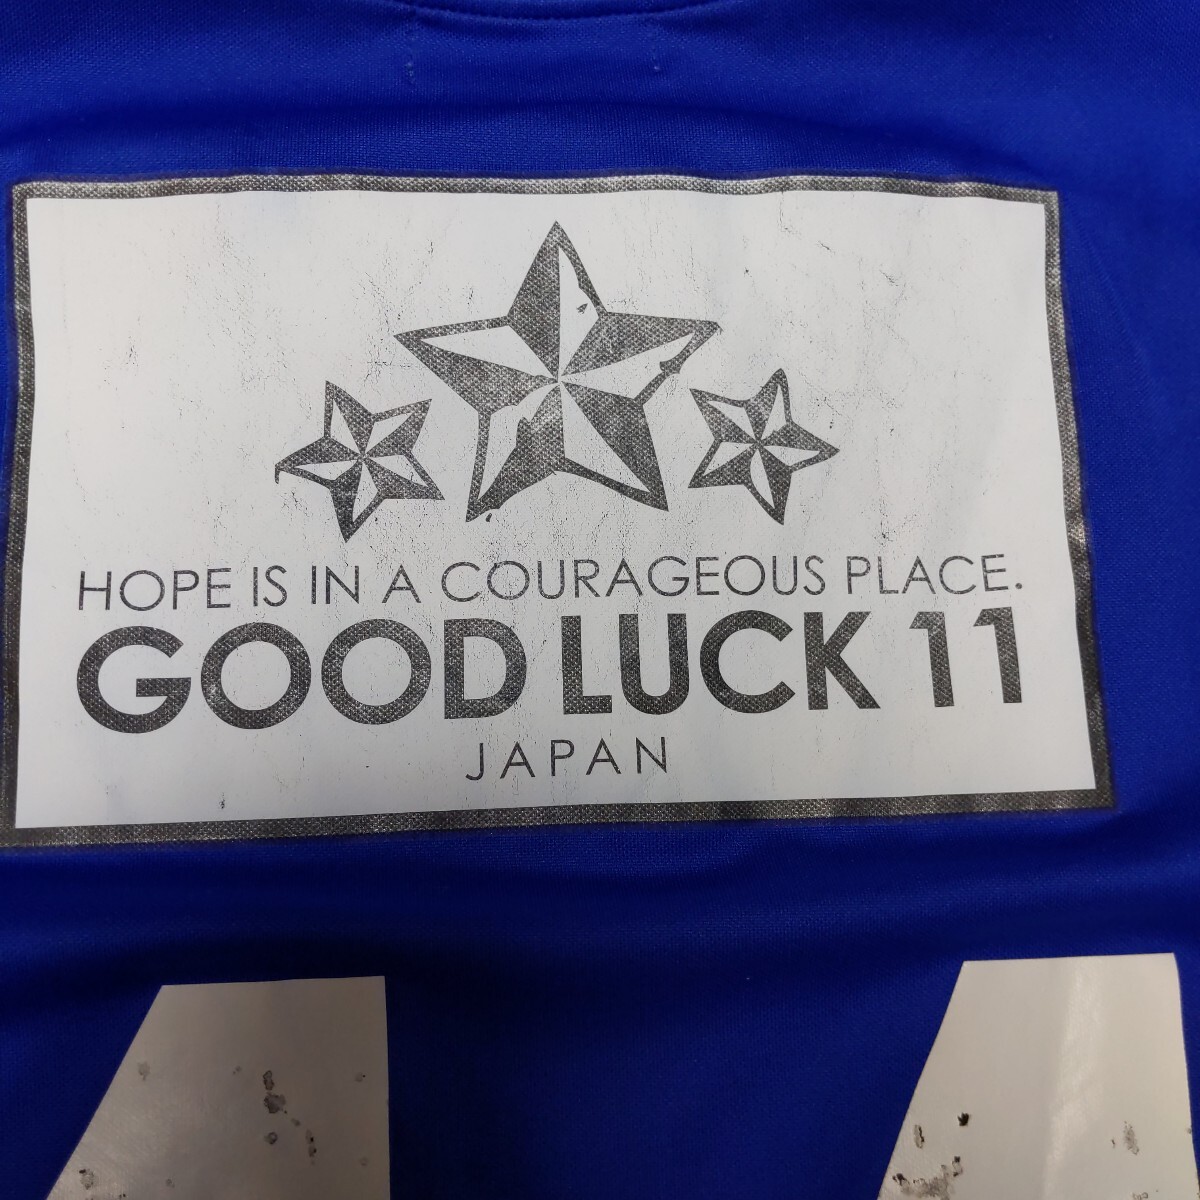 HOPE IS IN A COURAGEOUS PLACE.
GOOD LUCK 11
JAPAN